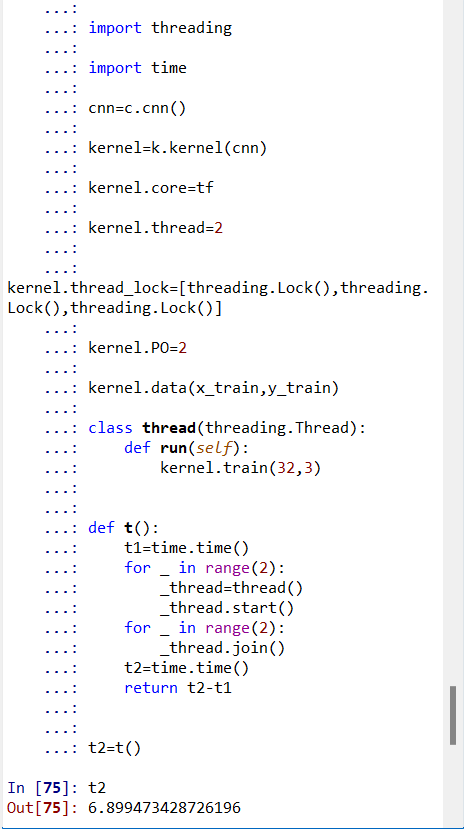 ...:
...: import threading
...:
...: import time
...:
...: cnn=c.cnn()
...:
...: kernel=k.kernel(cnn)
...:
...: kernel.core=tf
...:
...: kernel.thread=2
...:
...:
kernel.thread_lock=[threading.Lock(),threading.
Lock(),threading.Lock()]
...:
...: kernel.PO=2
...:
...: kernel.data(x_train,y_train)
...:
...: class thread(threading.Thread):
...:     def run(self):
...:         kernel.train(32,3)
...:
...:
...: def t():
...:     t1=time.time()
...:     for _ in range(2):
...:         _thread=thread()
...:         _thread.start()
...:     for _ in range(2):
...:         _thread.join()
...:     t2=time.time()
...:     return t2-t1
...:
...:
...: t2=t()
In [75]: t2
Out[75]: 6.899473428726196